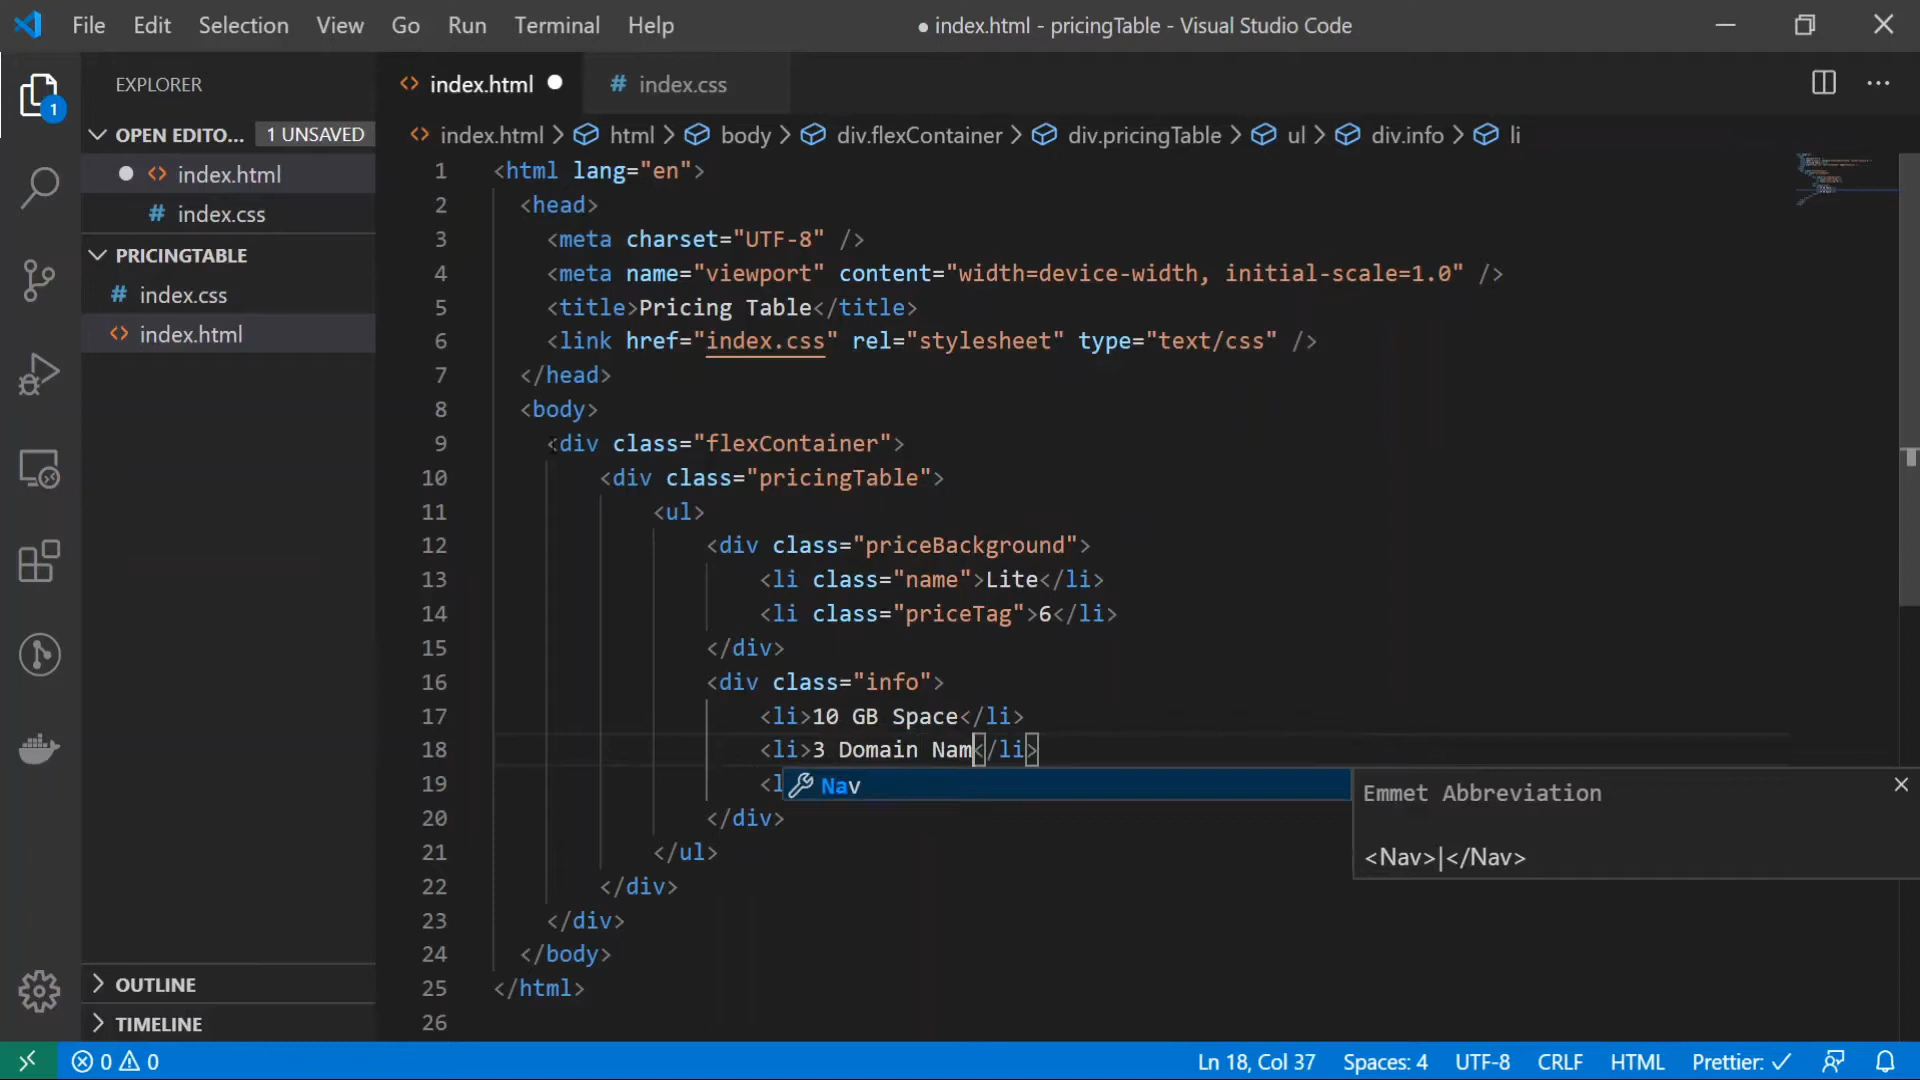 File Edit Selection View Go Run Terminal Help
● index.html - pricingTable - Visual Studio Code
EXPLORER
OPEN EDITO... 1 UNSAVED
index.html
index.css
PRICINGTABLE
index.css
index.html
OUTLINE
TIMELINE
1
index.html
index.css
index.html > html > body > div.flexContainer > div.pricingTable > ul > div.info > li
1 <html lang="en">
2 <head>
3 <meta charset="UTF-8" />
4 <meta name="viewport" content="width=device-width, initial-scale=1.0" />
5 <title>Pricing Table</title>
6 <link href="index.css" rel="stylesheet" type="text/css" />
7 </head>
8 <body>
9 <div class="flexContainer">
10 <div class="pricingTable">
11 <ul>
12 <div class="priceBackground">
13 <li class="name">Lite</li>
14 <li class="priceTag">6</li>
15 </div>
16 <div class="info">
17 <li>10 GB Space</li>
18 <li>3 Domain Nam</li>
19 <l
Nav
Emmet Abbreviation
<Nav>|</Nav>
20 </div>
21 </ul>
22 </div>
23 </div>
24 </body>
25 </html>
26
0 0
Ln 18, Col 37 Spaces: 4 UTF-8 CRLF HTML Prettier: ✓